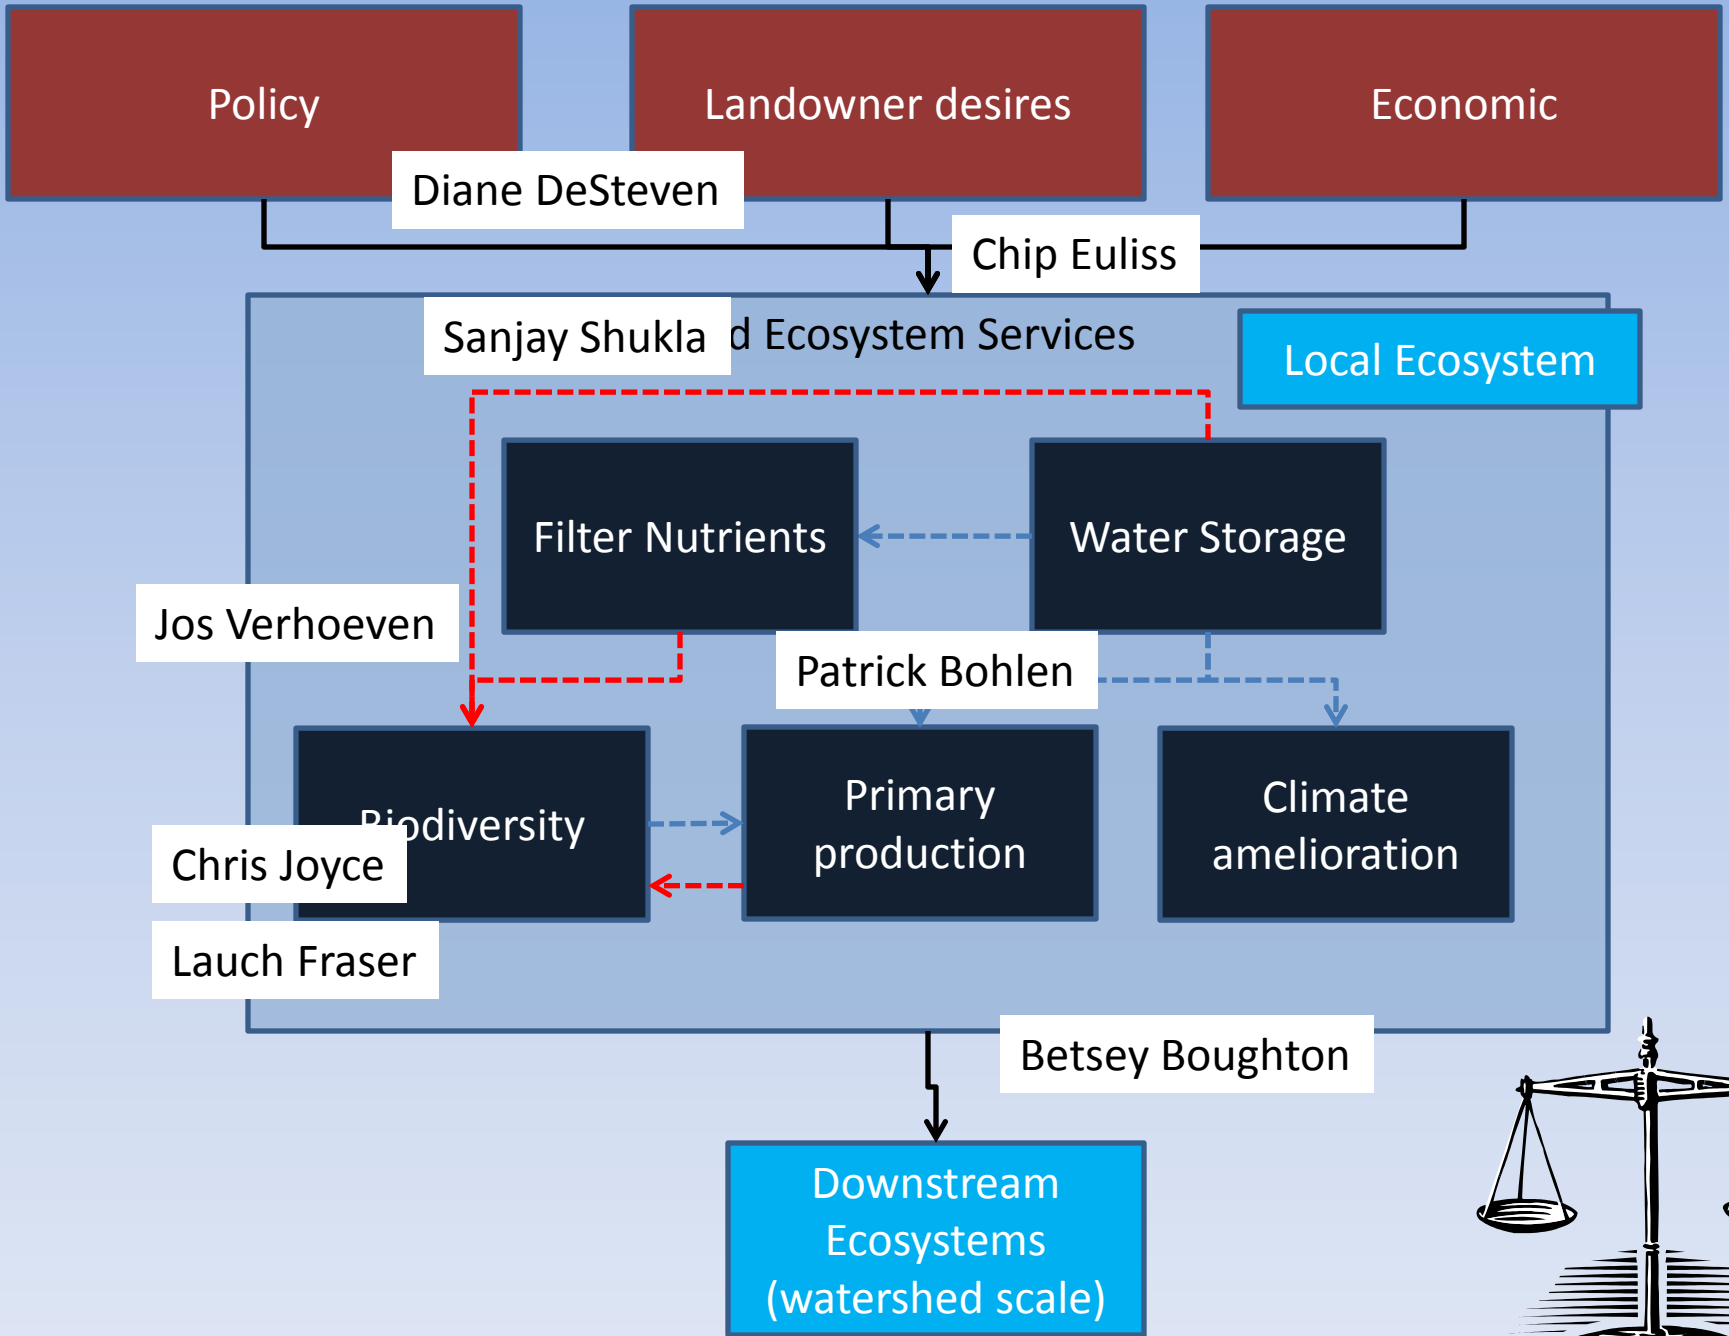 Policy
Landowner desires
Economic
Diane DeSteven
Chip Euliss
Sanjay Shukla
d Ecosystem Services
Local Ecosystem
Filter Nutrients
Water Storage
Jos Verhoeven
Patrick Bohlen
Biodiversity
Primary
production
Climate
amelioration
Chris Joyce
Lauch Fraser
Betsey Boughton
Downstream
Ecosystems
(watershed scale)